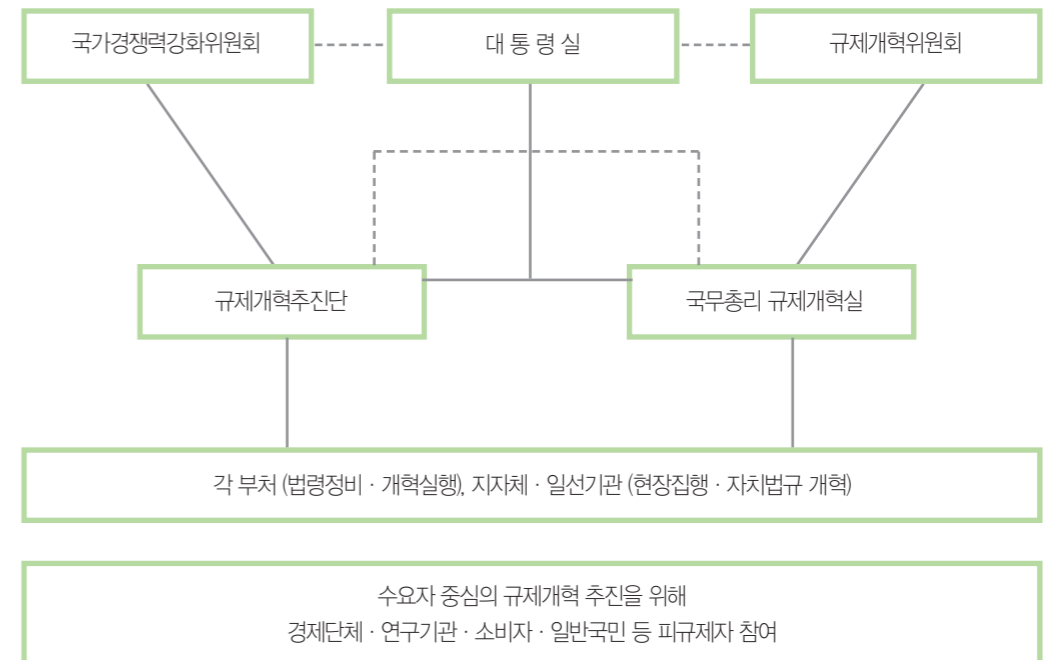 국가경쟁력강화위원회
대 통 령 실
규제개혁위원회
규제개혁추진단
국무총리 규제개혁실
각 부처 (법령정비 · 개혁실행), 지자체 · 일선기관 (현장집행 · 자치법규 개혁)
수요자 중심의 규제개혁 추진을 위해
경제단체 · 연구기관 · 소비자 · 일반국민 등 피규제자 참여